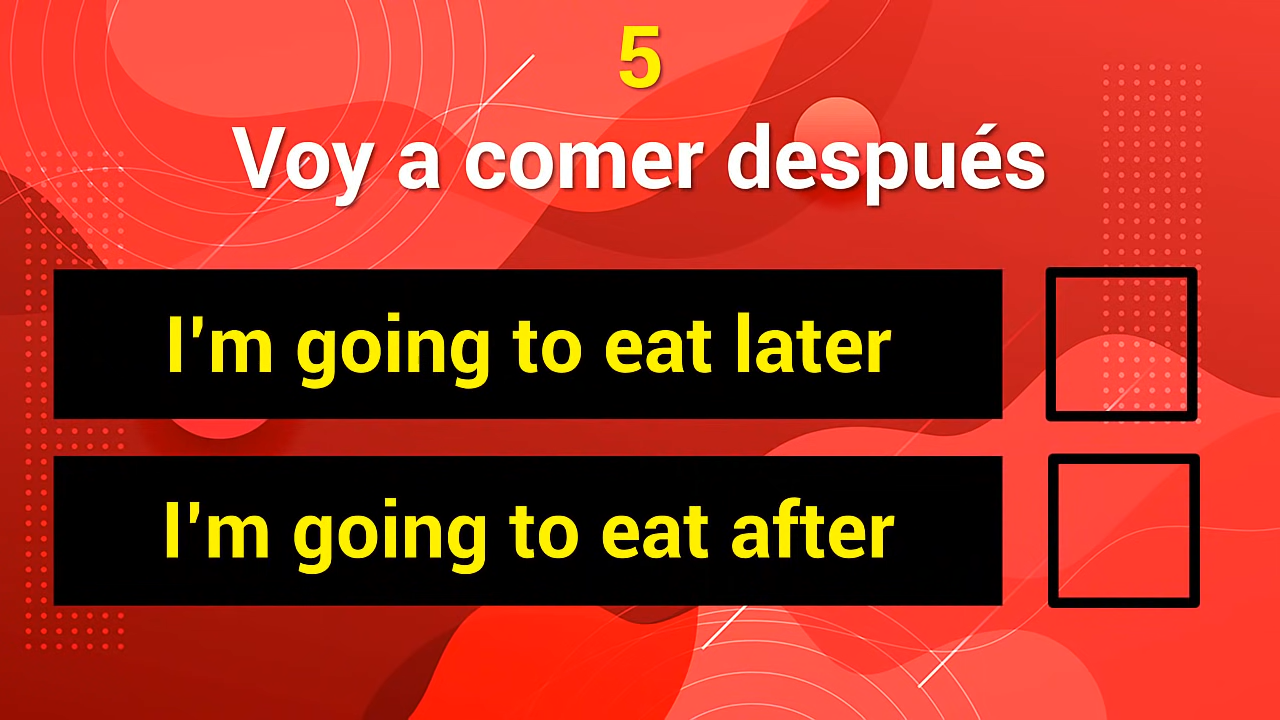 5
Voy a comer después
I'm going to eat later
I'm going to eat after